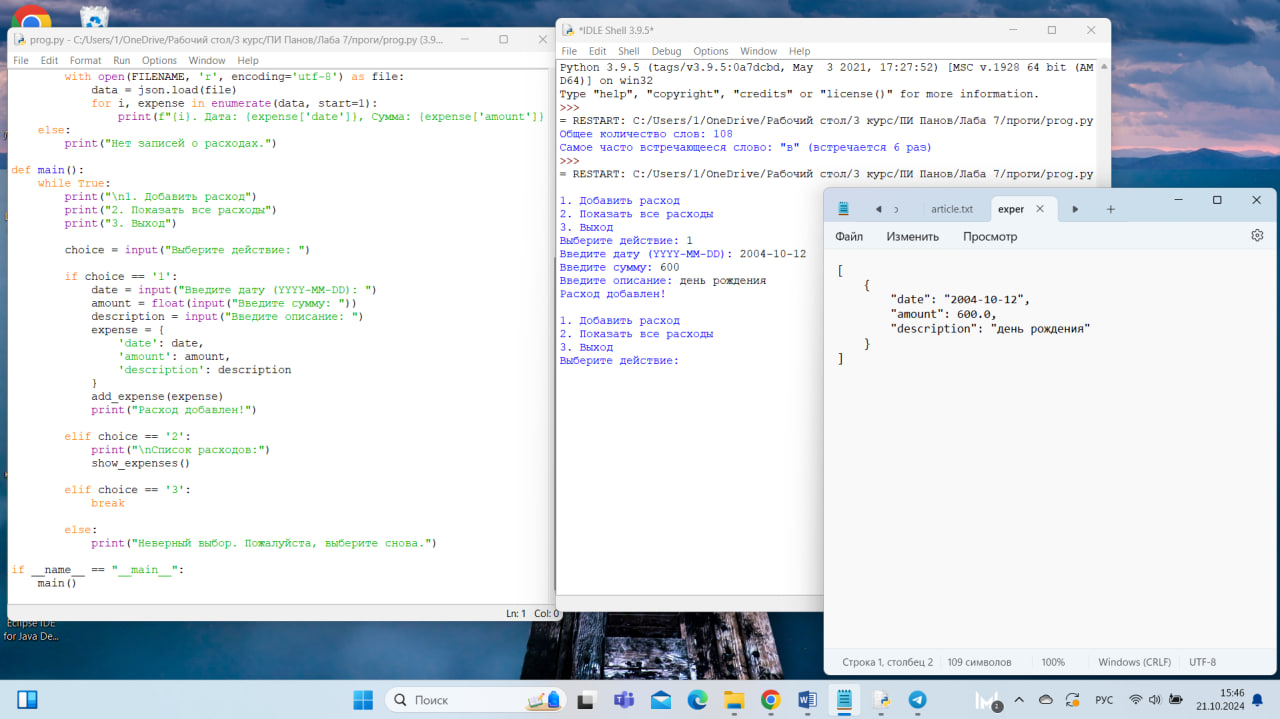 prog.py - C:/Users/1/OneDrive/Рабочий стол/3 курс/ПИ Панов/Лаба 7/проги/prog.py (3.9...
File Edit Format Run Options Window Help
with open(FILENAME, 'r', encoding='utf-8') as file:
data = json.load(file)
for i, expense in enumerate(data, start=1):
print(f"{i}. Дата: {expense['date']}, Сумма: {expense['amount']}
else:
print("Нет записей о расходах.")
def main():
while True:
print("\n1. Добавить расход")
print("2. Показать все расходы")
print("3. Выход")
choice = input("Выберите действие: ")
if choice == '1':
date = input("Введите дату (YYYY-MM-DD): ")
amount = float(input("Введите сумму: "))
description = input("Введите описание: ")
expense = {
'date': date,
'amount': amount,
'description': description
}
add_expense(expense)
print("Расход добавлен!")
elif choice == '2':
print("\nСписок расходов:")
show_expenses()
elif choice == '3':
break
else:
print("Неверный выбор. Пожалуйста, выберите снова.")
if __name__ == "__main__":
main()
Ln: 1 Col: 0
*IDLE Shell 3.9.5*
File Edit Shell Debug Options Window Help
Python 3.9.5 (tags/v3.9.5:0a7dcbd, May 3 2021, 17:27:52) [MSC v.1928 64 bit (AM
D64)] on win32
Type "help", "copyright", "credits" or "license()" for more information.
>>>
= RESTART: C:/Users/1/OneDrive/Рабочий стол/3 курс/ПИ Панов/Лаба 7/проги/prog.py
Общее количество слов: 108
Самое часто встречающееся слово: "в" (встречается 6 раз)
>>>
= RESTART: C:/Users/1/OneDrive/Рабочий стол/3 курс/ПИ Панов/Лаба 7/проги/prog.py
1. Добавить расход
2. Показать все расходы
3. Выход
Выберите действие: 1
Введите дату (YYYY-MM-DD): 2004-10-12
Введите сумму: 600
Введите описание: день рождения
Расход добавлен!
1. Добавить расход
2. Показать все расходы
3. Выход
Выберите действие:
article.txt exper
Файл Изменить Просмотр
[
{
"date": "2004-10-12",
"amount": 600.0,
"description": "день рождения"
}
]
Строка 1, столбец 2 109 символов 100% Windows (CRLF) UTF-8
Eclipse IDE
for Java De...
Поиск
РУС
15:46
21.10.2024